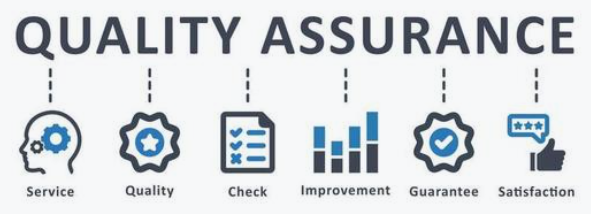 QUALITY ASSURANCE
Service Quality Check Improvement Guarantee Satisfaction